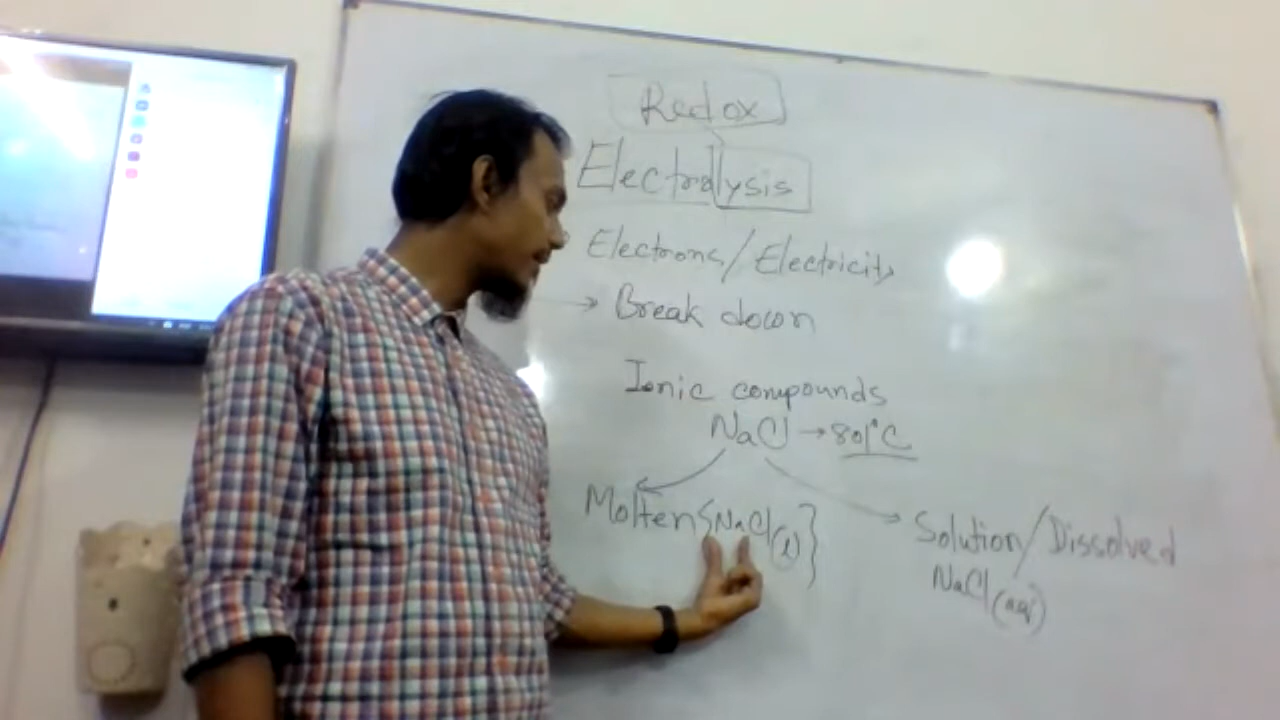 Redox
Electrolysis
Electrons/Electricity
→ Break down
Ionic compounds
NaCl → 801°C
Molten {NaCl(l)}
Solution/Dissolved
NaCl(aq)